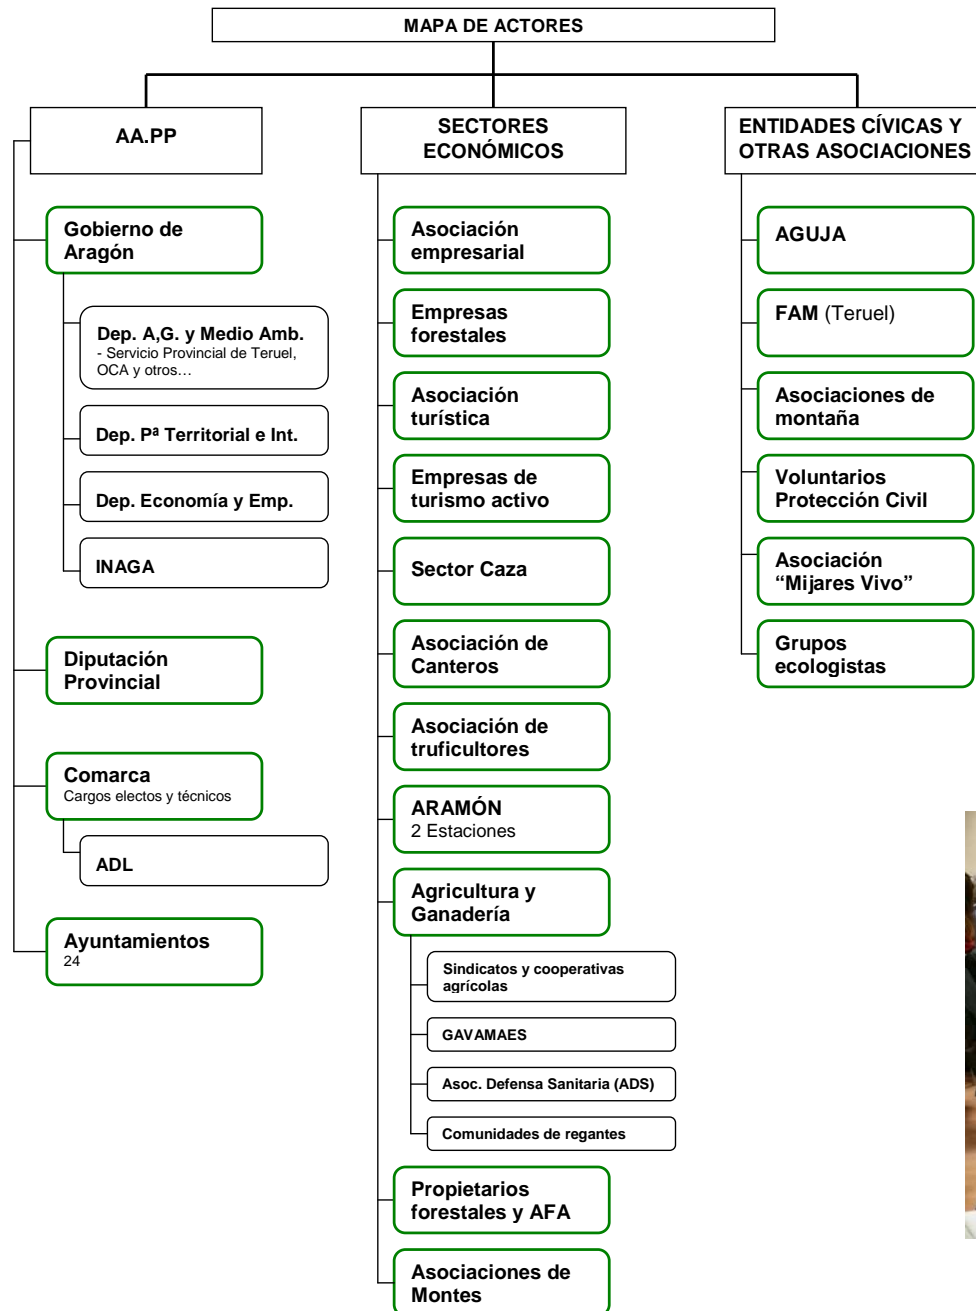 MAPA DE ACTORES
AA.PP
Gobierno de
Aragón
Dep. A,G. y Medio Amb.
- Servicio Provincial de Teruel,
OCA y otros…
Dep. Pª Territorial e Int.
Dep. Economía y Emp.
INAGA
Diputación
Provincial
Comarca
Cargos electos y técnicos
ADL
Ayuntamientos
24
SECTORES
ECONÓMICOS
Asociación
empresarial
Empresas
forestales
Asociación
turística
Empresas de
turismo activo
Sector Caza
Asociación de
Canteros
Asociación de
truficultores
ARAMÓN
2 Estaciones
Agricultura y
Ganadería
Sindicatos y cooperativas
agrícolas
GAVAMAES
Asoc. Defensa Sanitaria (ADS)
Comunidades de regantes
Propietarios
forestales y AFA
Asociaciones de
Montes
ENTIDADES CÍVICAS Y
OTRAS ASOCIACIONES
AGUJA
FAM (Teruel)
Asociaciones de
montaña
Voluntarios
Protección Civil
Asociación
“Mijares Vivo”
Grupos
ecologistas